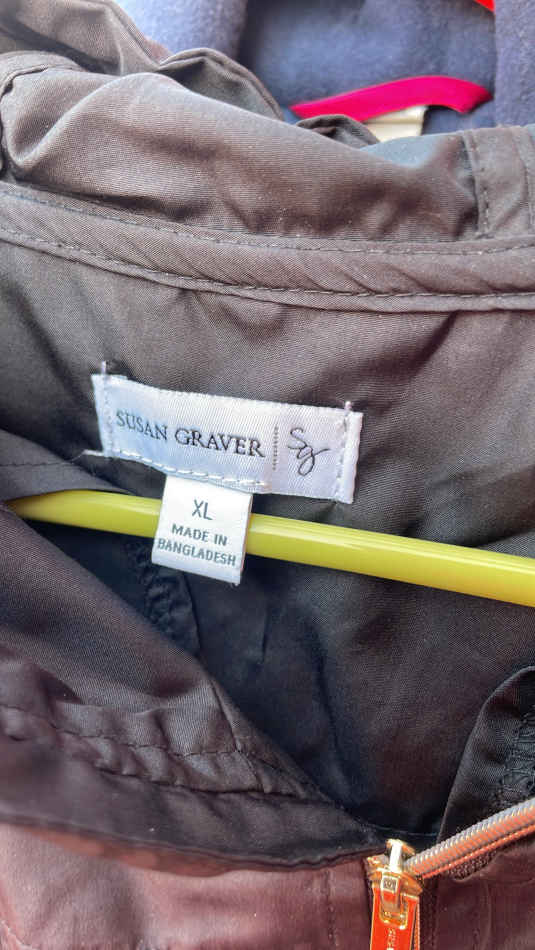 SUSAN GRAVER | Sg
XL
MADE IN
BANGLADESH